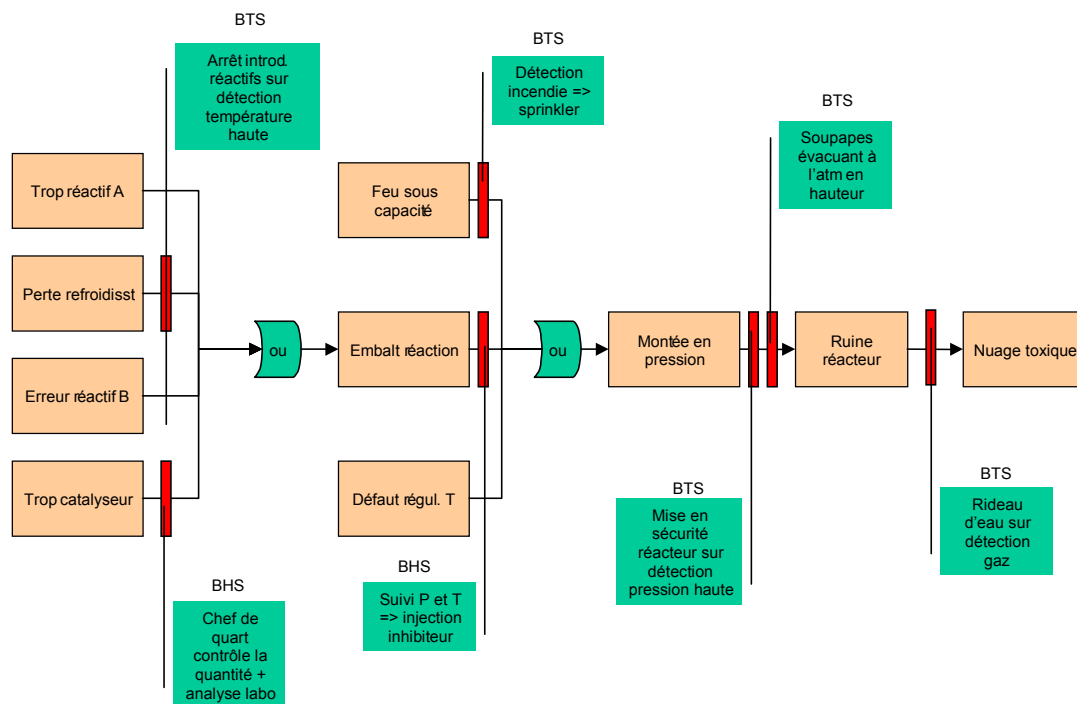 BTS
Arrêt introd.
réactifs sur
détection
température
haute
BTS
Détection
incendie =>
sprinkler
BTS
Soupapes
évacuant à
l'atm en
hauteur
Trop réactif A
Perte refroidisst
Erreur réactif B
Trop catalyseur
ou
Feu sous
capacité
Embalt réaction
Défaut régul. T
ou
Montée en
pression
Ruine
réacteur
Nuage toxique
BHS
Chef de
quart
contrôle la
quantité +
analyse labo
BHS
Suivi P et T
=> injection
inhibiteur
BTS
Mise en
sécurité
réacteur sur
détection
pression haute
BTS
Rideau
d'eau sur
détection
gaz